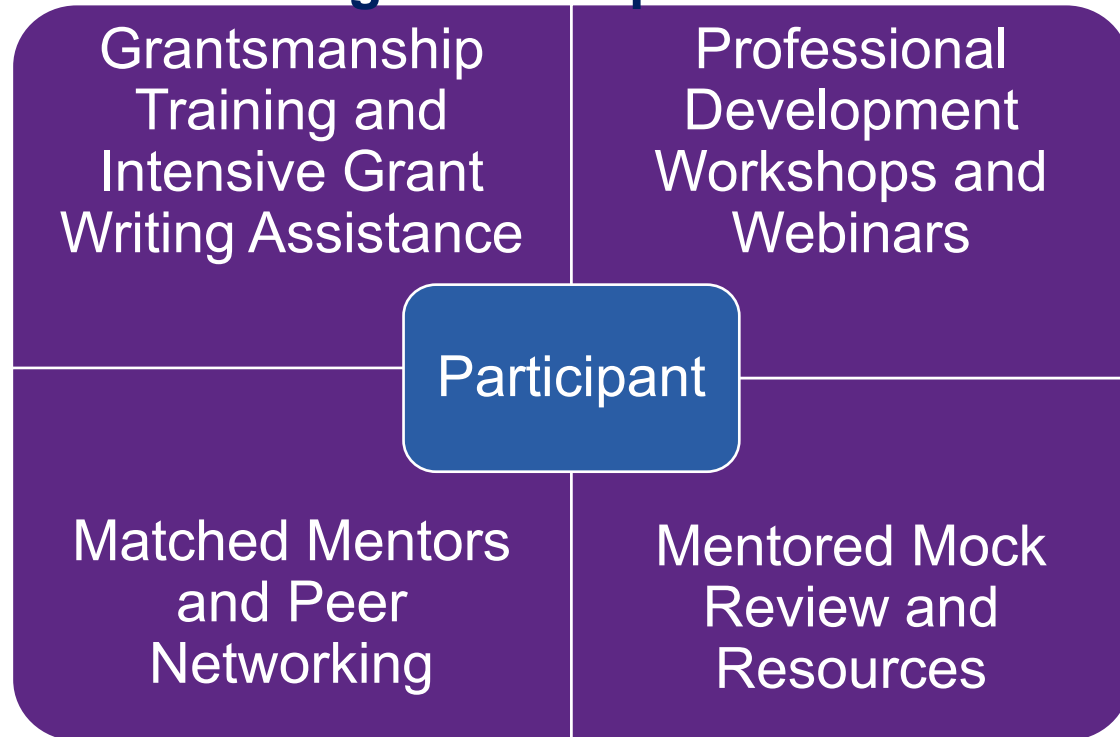 Grantsmanship
Training and
Intensive Grant
Writing Assistance
Professional
Development
Workshops and
Webinars
Participant
Matched Mentors
and Peer
Networking
Mentored Mock
Review and
Resources